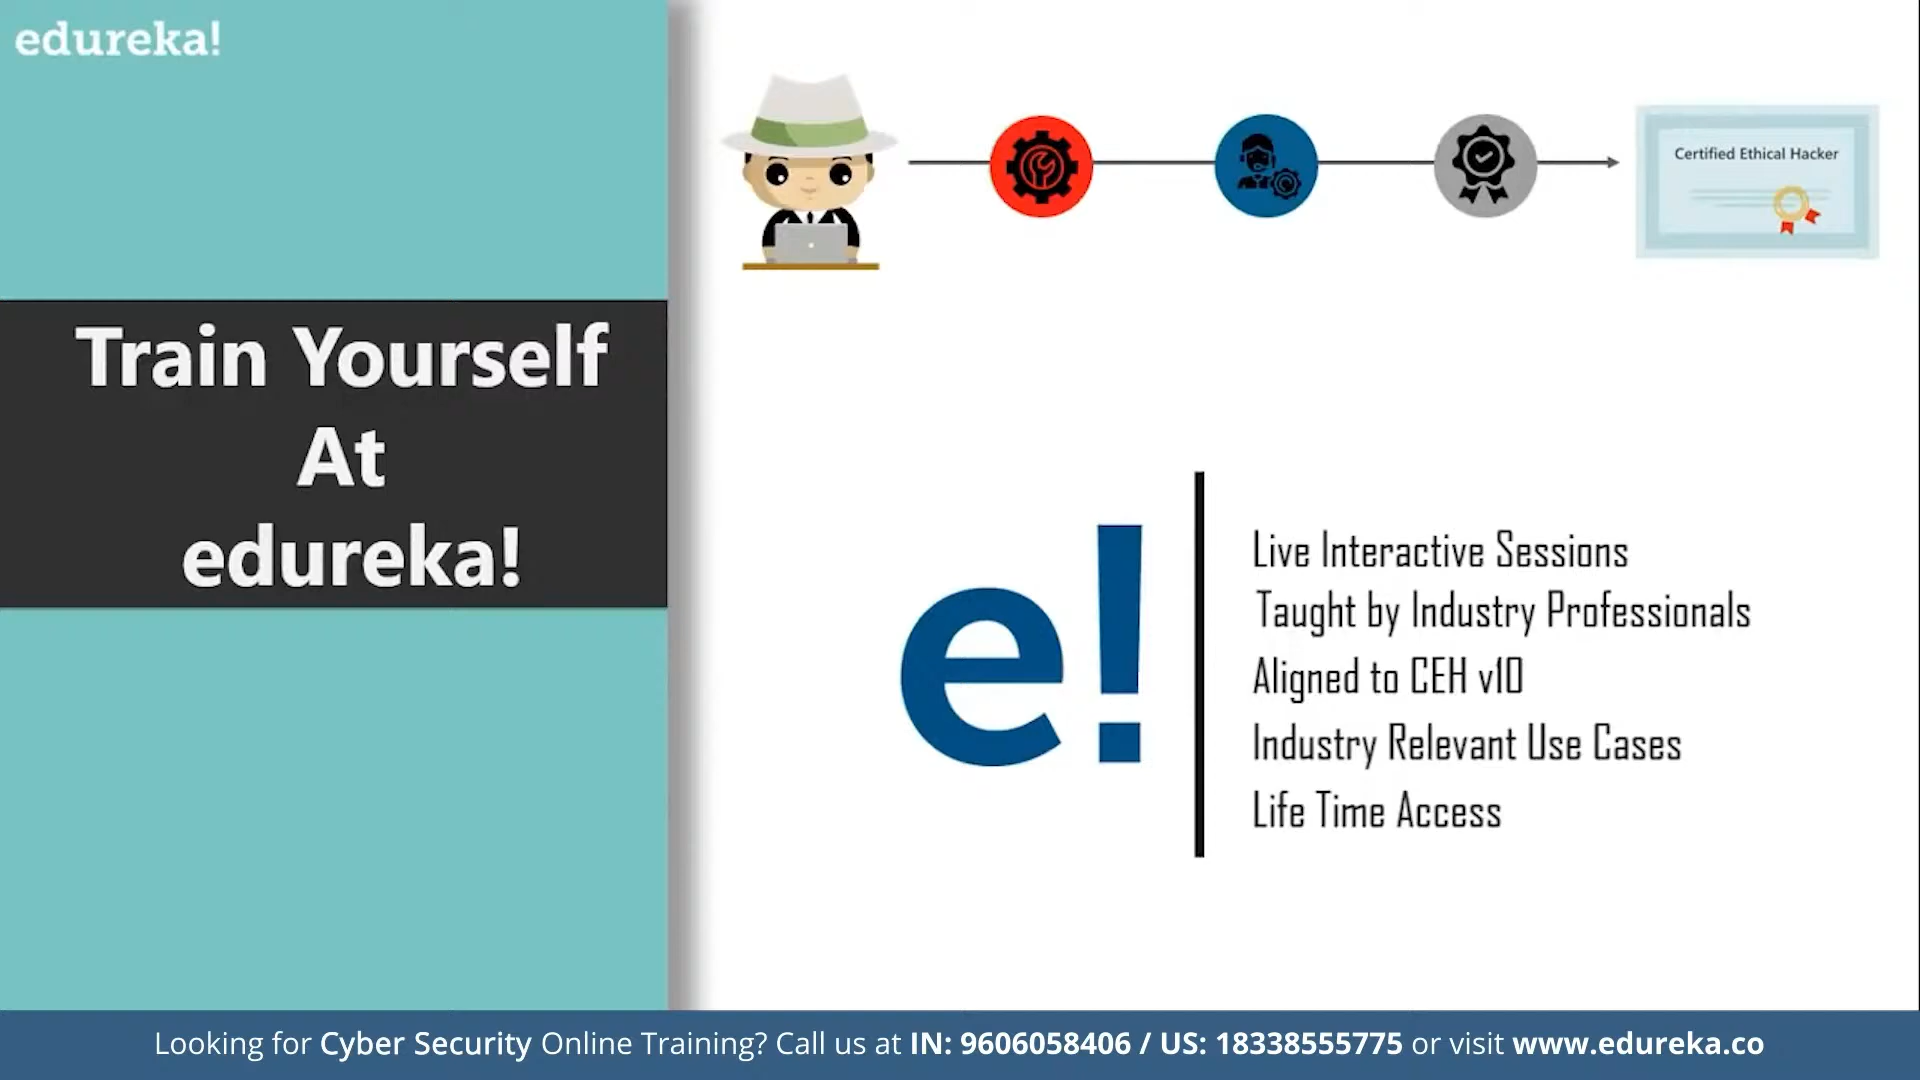 edureka!
Train Yourself
At
edureka!
Certified Ethical Hacker
e!
Live Interactive Sessions
Taught by Industry Professionals
Aligned to CEH v10
Industry Relevant Use Cases
Life Time Access
Looking for Cyber Security Online Training? Call us at IN: 9606058406 / US: 18338555775 or visit www.edureka.co